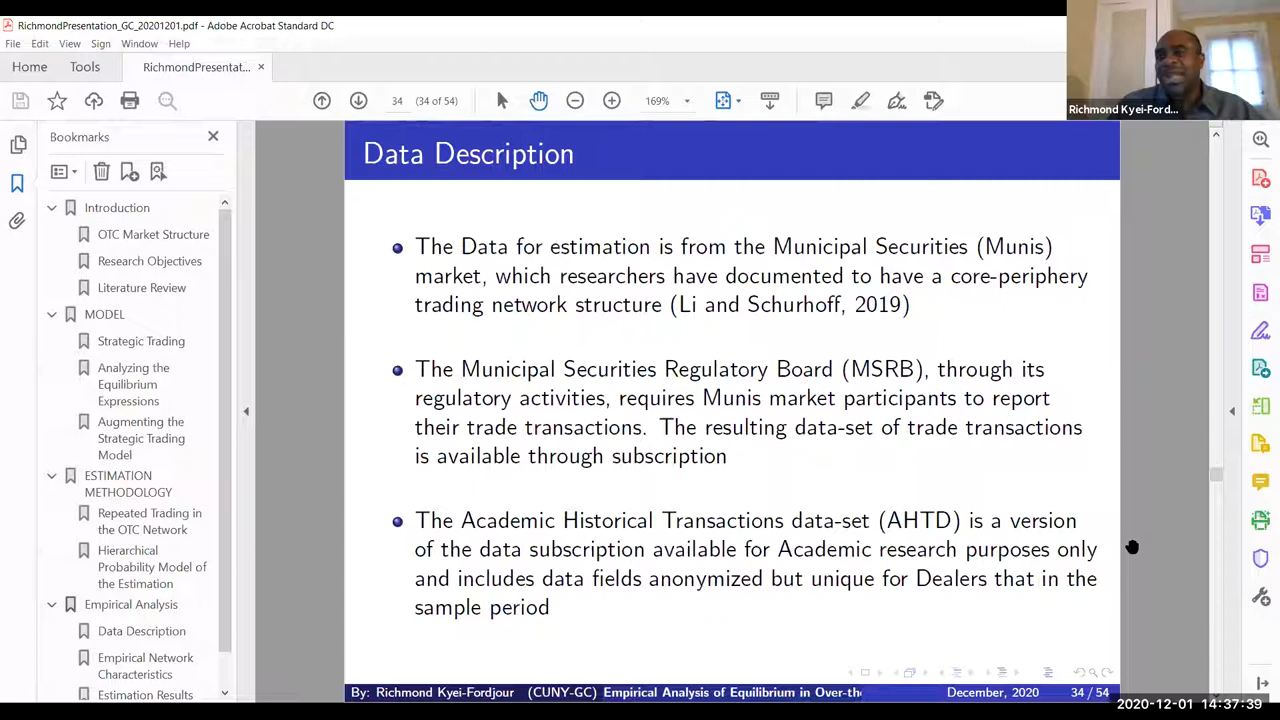 RichmondPresentation_GC_20201201.pdf - Adobe Acrobat Standard DC
File Edit View Sign Window Help
Home Tools RichmondPresentat... ×
34 (34 of 54) 169%
Richmond Kyei-Ford...
Bookmarks
Introduction
OTC Market Structure
Research Objectives
Literature Review
MODEL
Strategic Trading
Analyzing the
Equilibrium
Expressions
Augmenting the
Strategic Trading
Model
ESTIMATION
METHODOLOGY
Repeated Trading in
the OTC Network
Hierarchical
Probability Model of
the Estimation
Empirical Analysis
Data Description
Empirical Network
Characteristics
Estimation Results
Data Description
The Data for estimation is from the Municipal Securities (Munis)
market, which researchers have documented to have a core-periphery
trading network structure (Li and Schurhoff, 2019)
The Municipal Securities Regulatory Board (MSRB), through its
regulatory activities, requires Munis market participants to report
their trade transactions. The resulting data-set of trade transactions
is available through subscription
The Academic Historical Transactions data-set (AHTD) is a version
of the data subscription available for Academic research purposes only
and includes data fields anonymized but unique for Dealers that in the
sample period
By: Richmond Kyei-Fordjour (CUNY-GC) Empirical Analysis of Equilibrium in Over-the December, 2020 34 / 54
2020-12-01 14:37:39